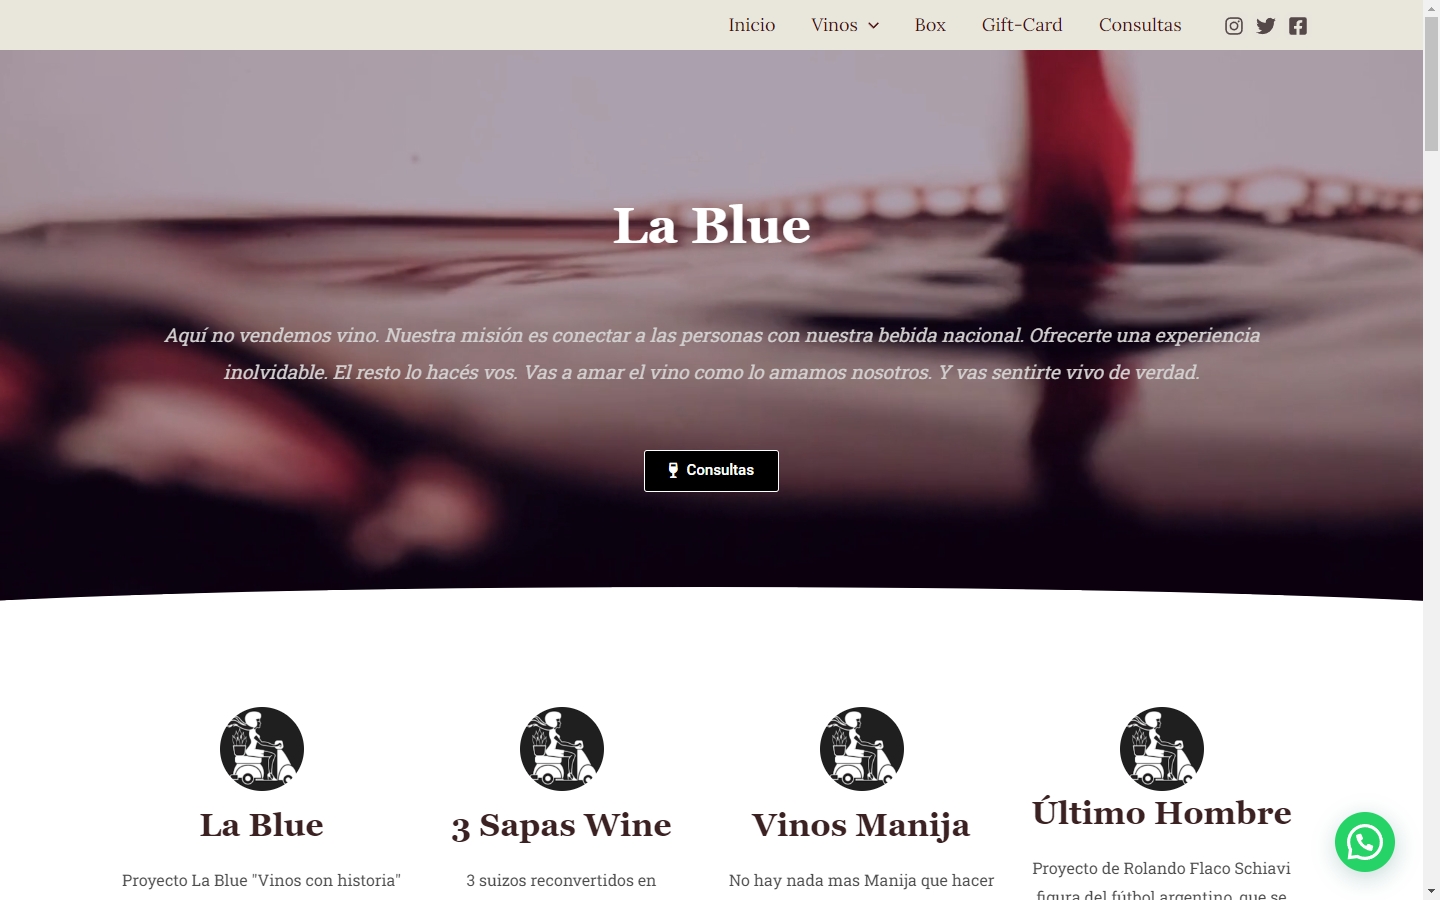 Inicio Vinos Box Gift-Card Consultas
La Blue
Aquí no vendemos vino. Nuestra misión es conectar a las personas con nuestra bebida nacional. Ofrecerte una experiencia
inolvidable. El resto lo hacés vos. Vas a amar el vino como lo amamos nosotros. Y vas sentirte vivo de verdad.
Consultas
La Blue
Proyecto La Blue "Vinos con historia"
3 Sapas Wine
3 suizos reconvertidos en
Vinos Manija
No hay nada mas Manija que hacer
Último Hombre
Proyecto de Rolando Flaco Schiavi
figura del fútbol argentino, que se